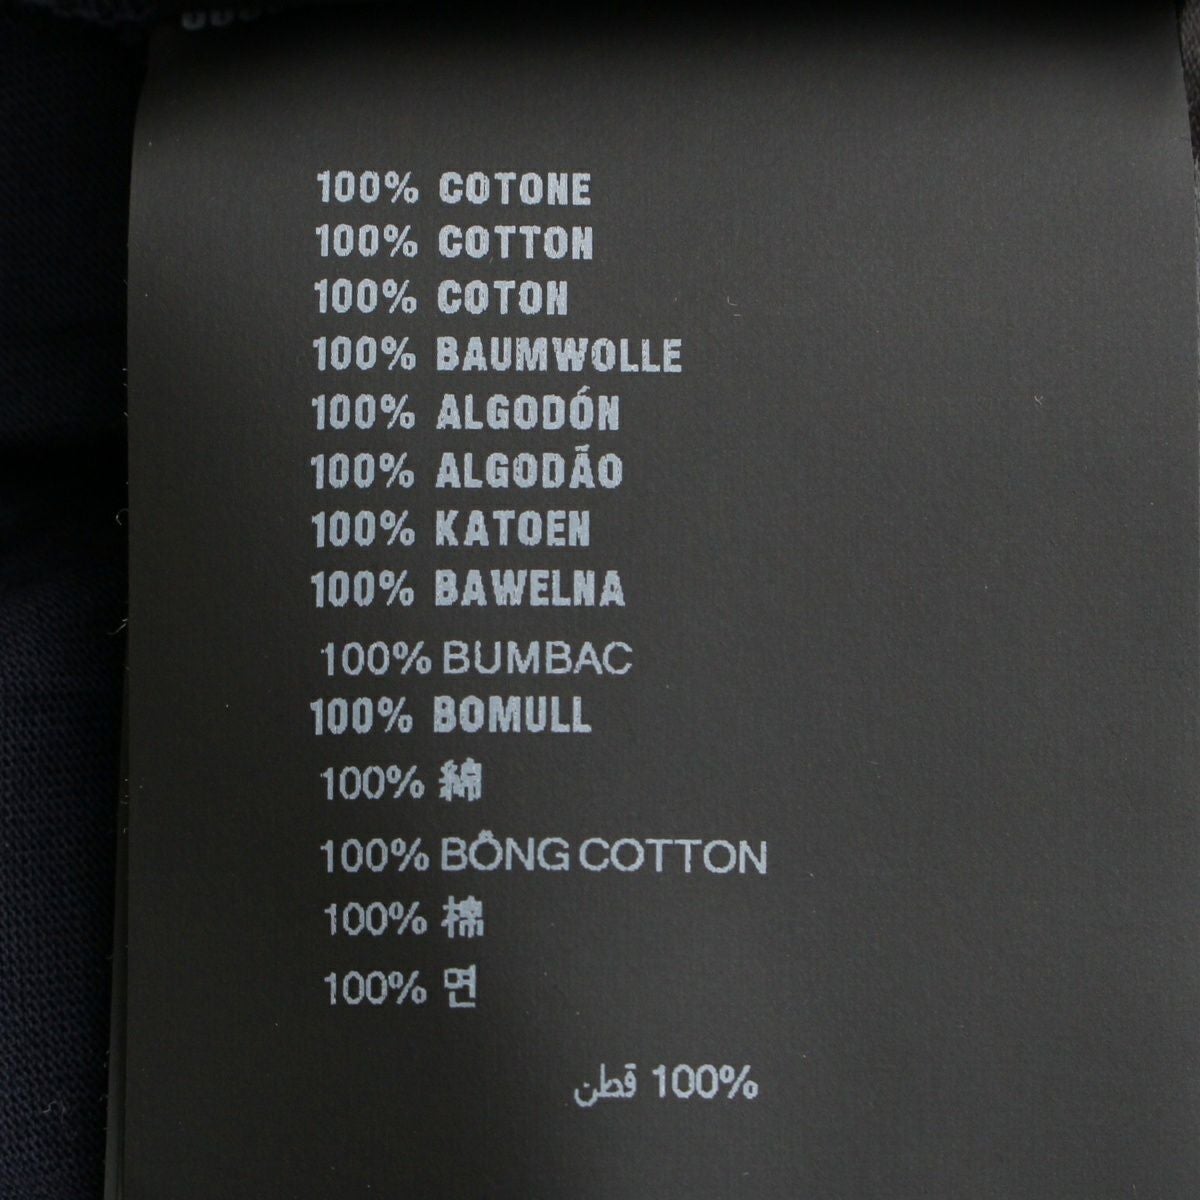 100% COTONE
100% COTTON
100% COTON
100% BAUMWOLLE
100% ALGODÓN
100% ALGODÃO
100% KATOEN
100% BAWELNA
100% BUMBAC
100% BOMULL
100% 綿
100% BÔNG COTTON
100% 棉
100% 면
100% قطن